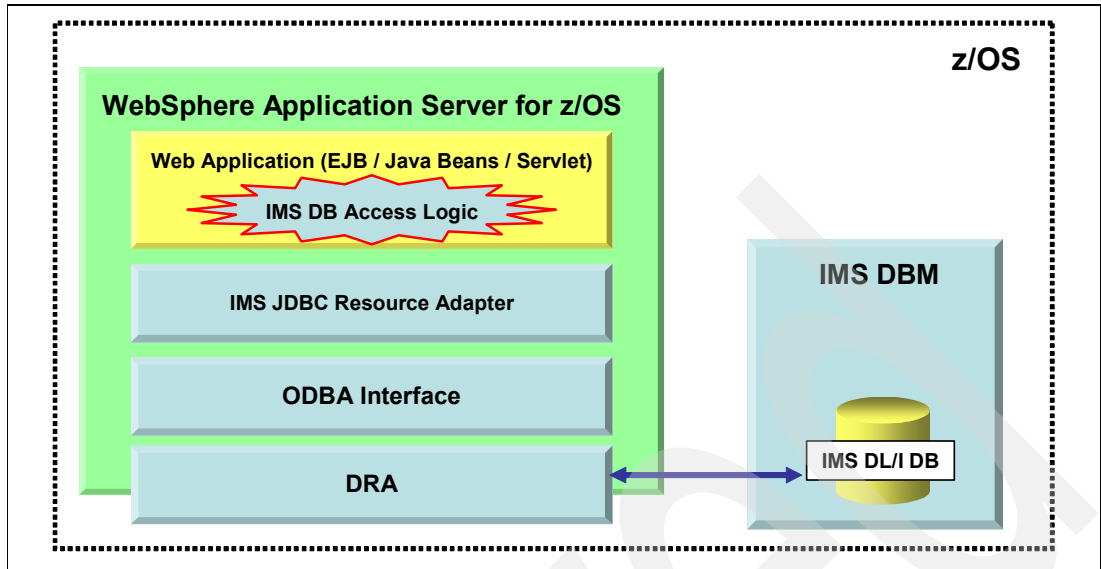 z/OS
WebSphere Application Server for z/OS
Web Application (EJB / Java Beans / Servlet)
IMS DB Access Logic
IMS JDBC Resource Adapter
ODBA Interface
DRA
IMS DBM
IMS DL/I DB